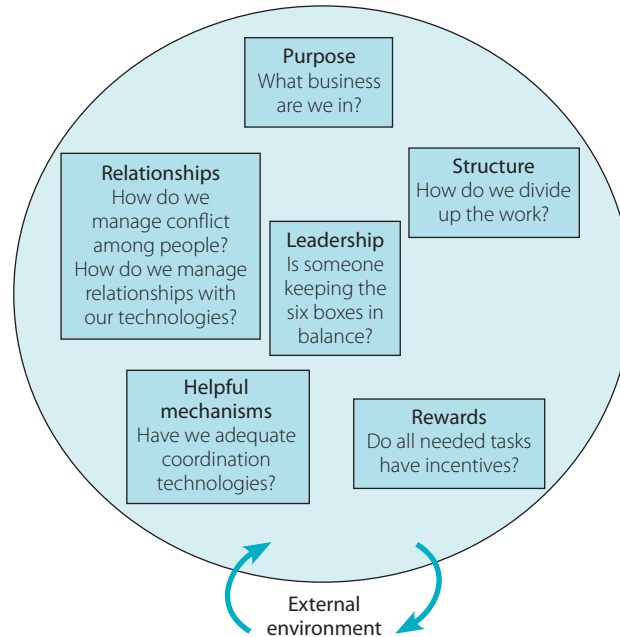 Purpose
What business
are we in?
Relationships
How do we
manage conflict
among people?
How do we manage
relationships with
our technologies?
Structure
How do we divide
up the work?
Leadership
Is someone
keeping the
six boxes in
balance?
Helpful
mechanisms
Have we adequate
coordination
technologies?
Rewards
Do all needed tasks
have incentives?
External
environment